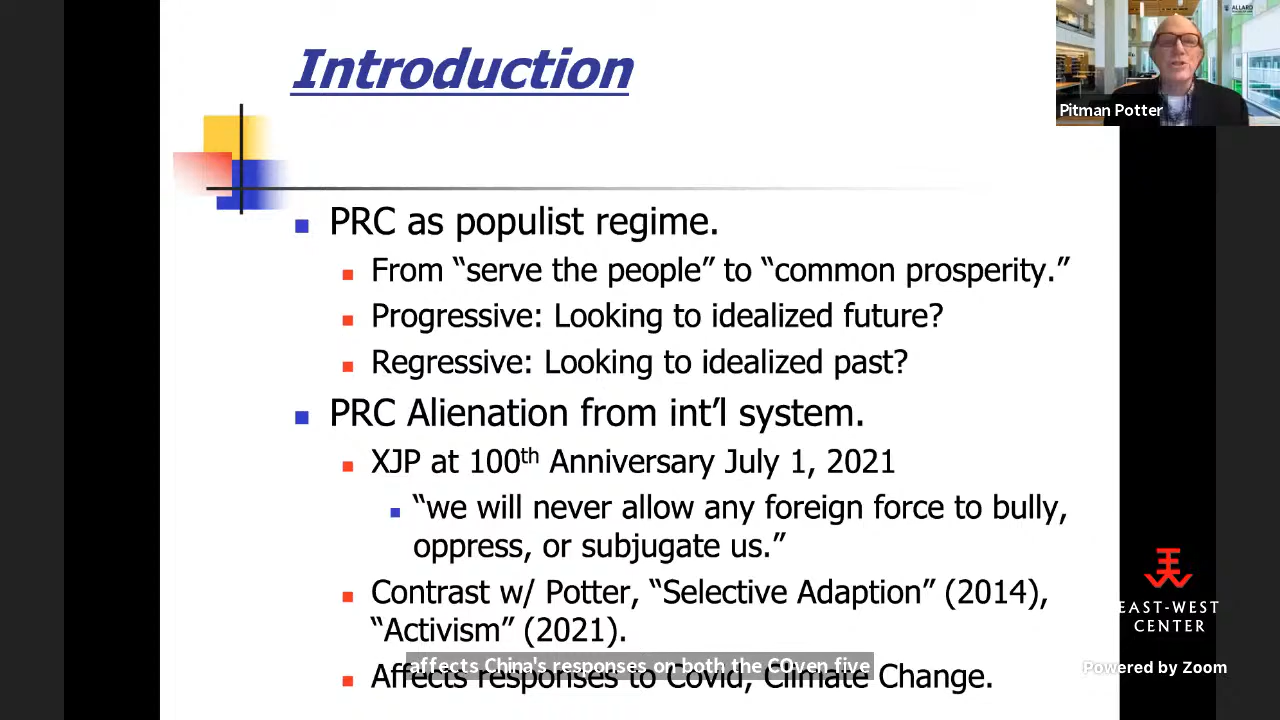 Introduction
ALLARD
Pitman Potter
PRC as populist regime.
From “serve the people” to “common prosperity.”
Progressive: Looking to idealized future?
Regressive: Looking to idealized past?
PRC Alienation from int’l system.
XJP at 100th Anniversary July 1, 2021
“we will never allow any foreign force to bully,
oppress, or subjugate us.”
Contrast w/ Potter, “Selective Adaption” (2014),
“Activism” (2021).
affects China's responses on both the COven five
Affects responses to Covid, Climate Change.
EAST-WEST
CENTER
Powered by Zoom